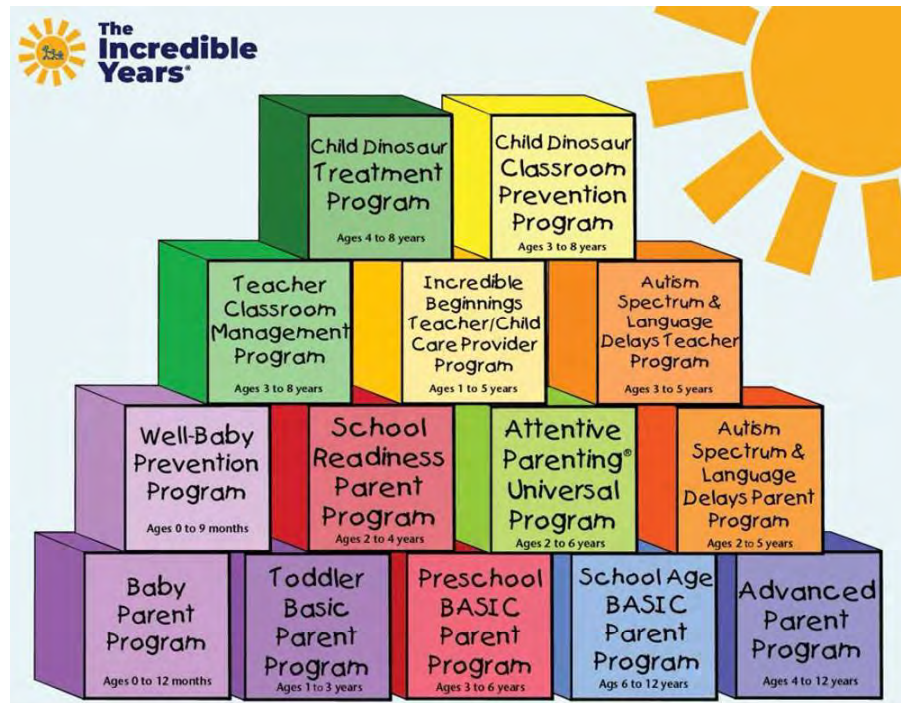 The
Incredible
Years®
Child Dinosaur
Treatment
Program
Ages 4 to 8 years
Child Dinosaur
Classroom
Prevention
Program
Ages 3 to 8 years
Teacher
Classroom
Management
Program
Ages 3 to 8 years
Incredible
Beginnings
Teacher/Child
Care Provider
Program
Ages 1 to 5 years
Autism
Spectrum &
Language
Delays Teacher
Program
Ages 3 to 5 years
Well-Baby
Prevention
Program
Ages 0 to 9 months
School
Readiness
Parent
Program
Ages 2 to 4 years
Attentive
Parenting®
Universal
Program
Ages 2 to 6 years
Autism
Spectrum &
Language
Delays Parent
Program
Ages 2 to 5 years
Baby
Parent
Program
Ages 0 to 12 months
Toddler
Basic
Parent
Program
Ages 1 to 3 years
Preschool
BASIC
Parent
Program
Ages 3 to 6 years
School Age
BASIC
Parent
Program
Ags 6 to 12 years
Advanced
Parent
Program
Ages 4 to 12 years